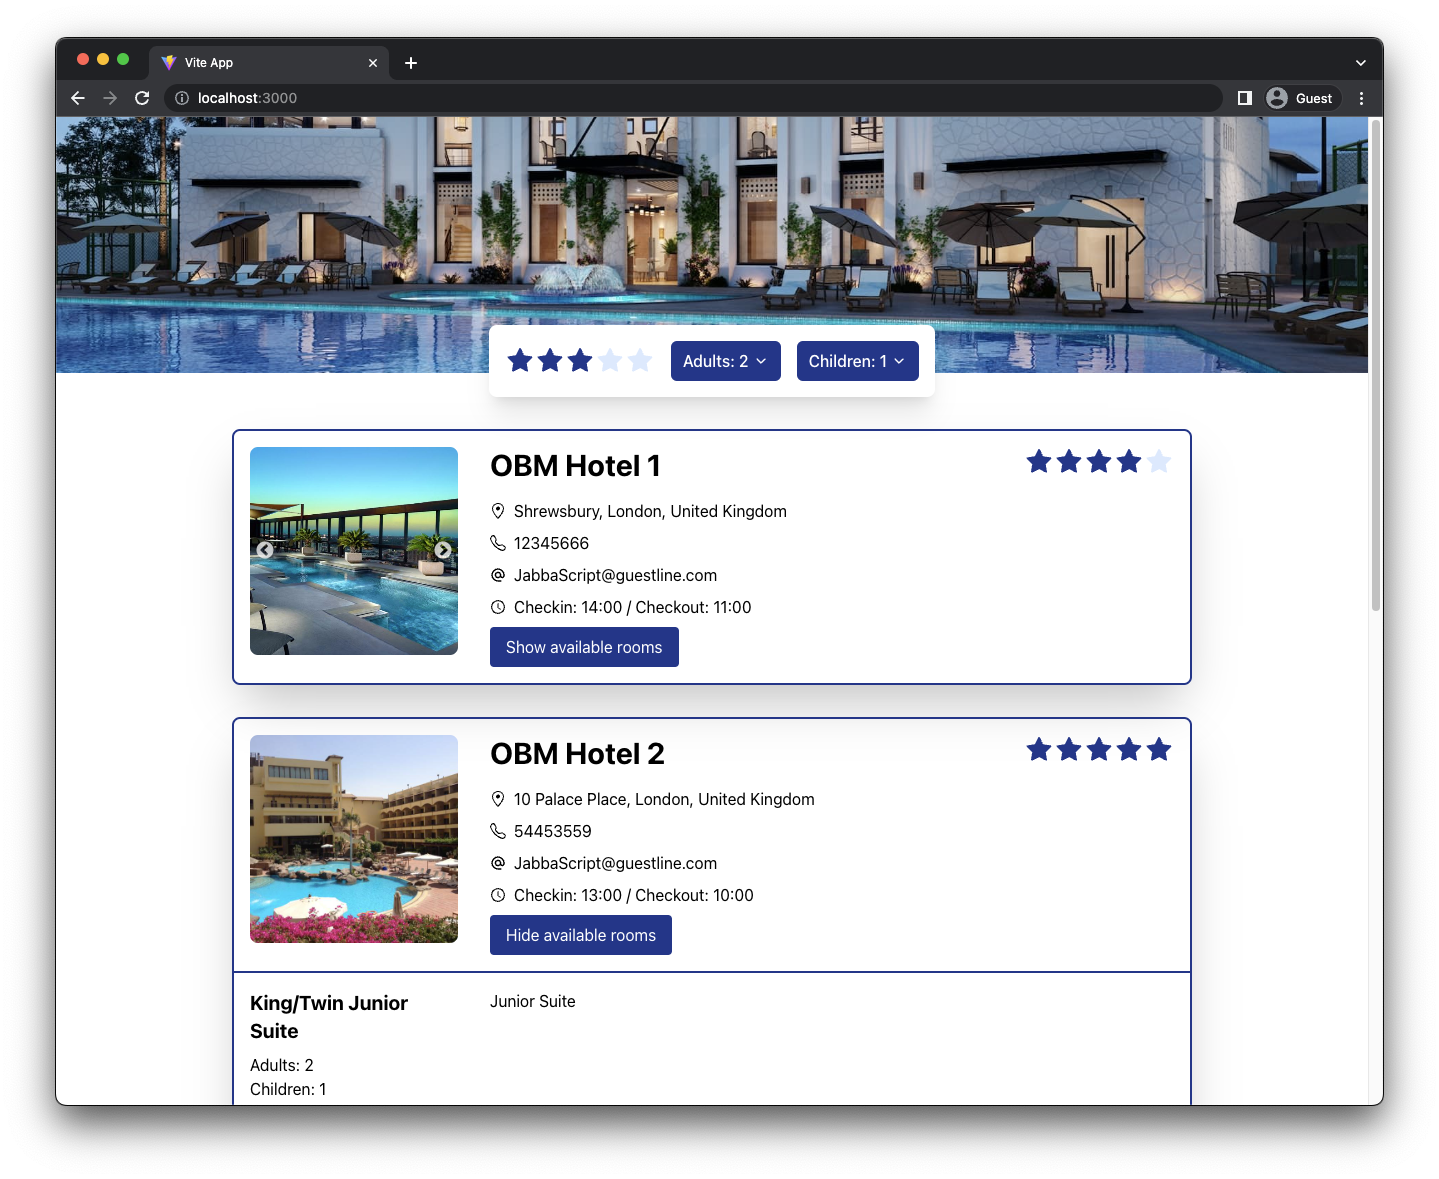 Vite App
localhost:3000
Guest
Adults: 2
Children: 1
OBM Hotel 1
Shrewsbury, London, United Kingdom
12345666
JabbaScript@guestline.com
Checkin: 14:00 / Checkout: 11:00
Show available rooms
OBM Hotel 2
10 Palace Place, London, United Kingdom
54453559
JabbaScript@guestline.com
Checkin: 13:00 / Checkout: 10:00
Hide available rooms
King/Twin Junior
Suite
Junior Suite
Adults: 2
Children: 1